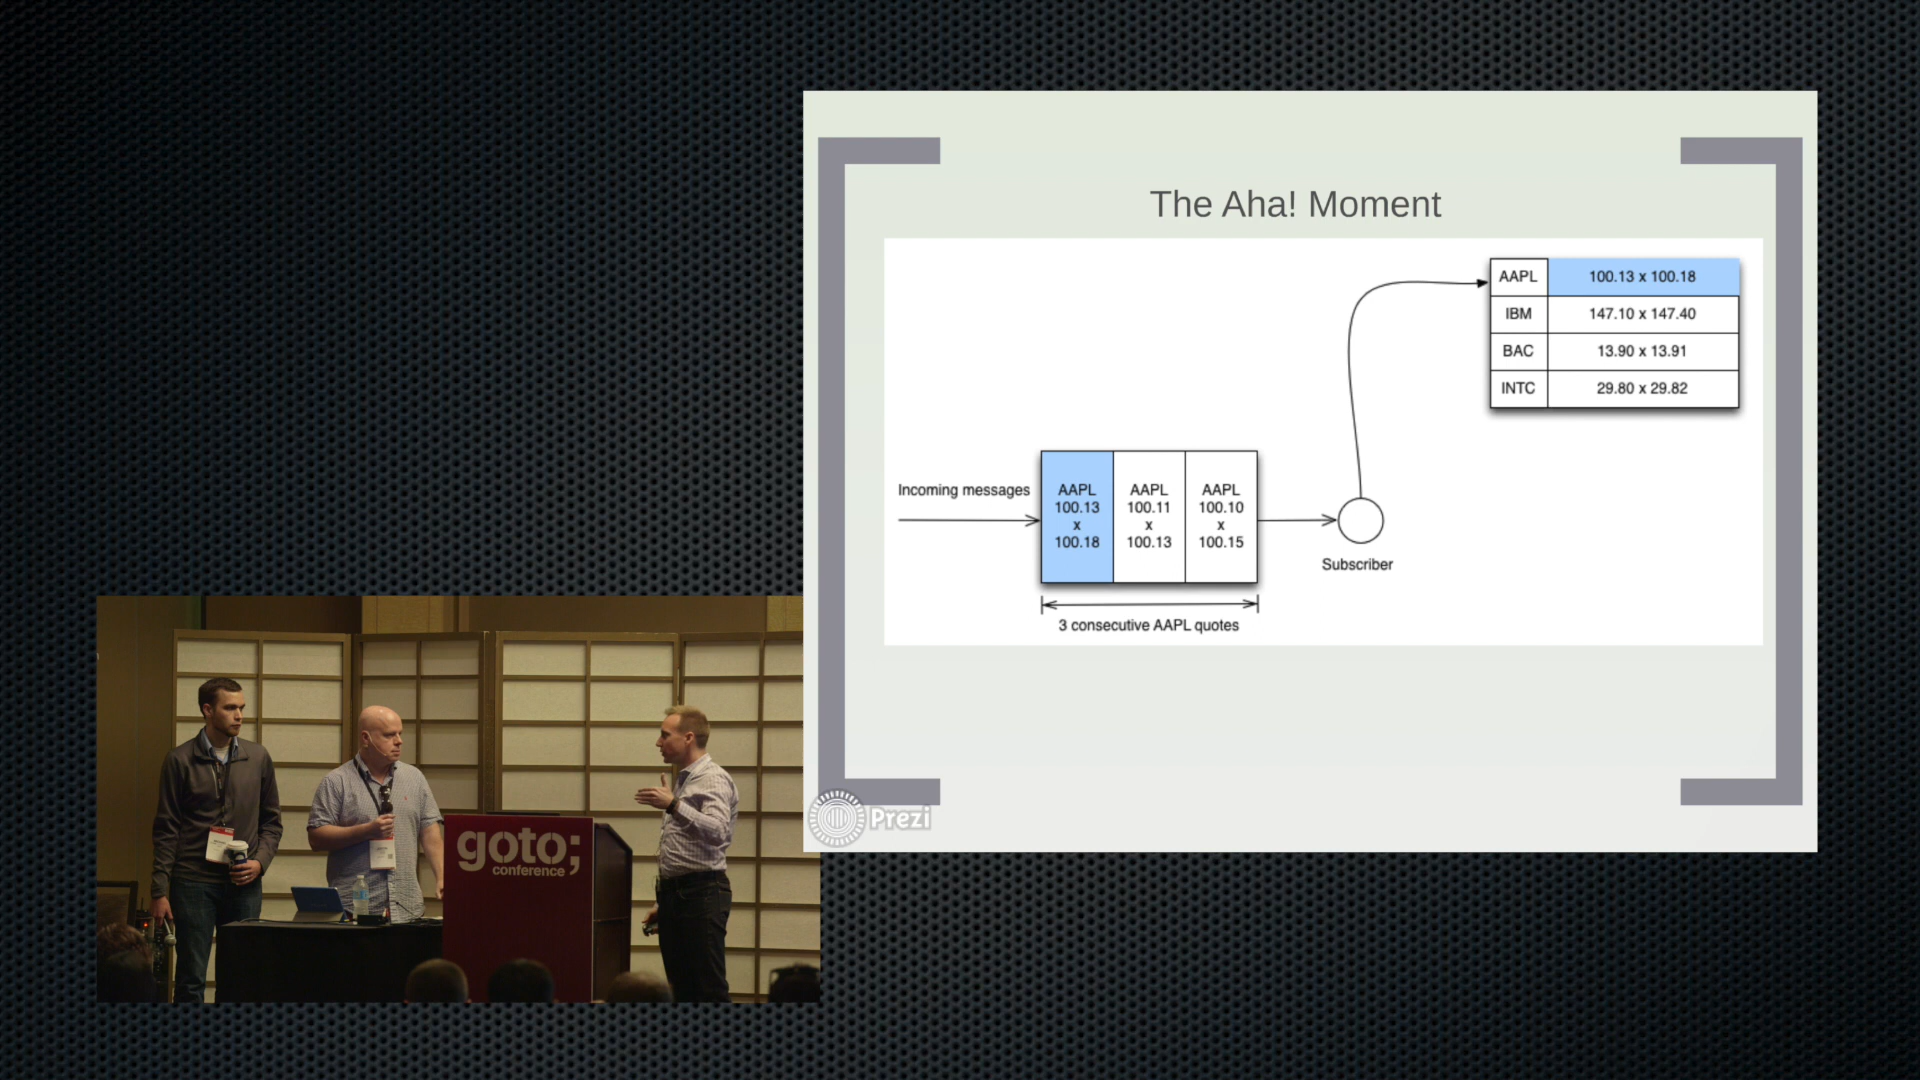 The Aha! Moment
AAPL 100.13 x 100.18
IBM 147.10 x 147.40
BAC 13.90 x 13.91
INTC 29.80 x 29.82
Incoming messages
AAPL
100.13
x
100.18
AAPL
100.11
x
100.13
AAPL
100.10
x
100.15
Subscriber
3 consecutive AAPL quotes
Prezi
goto;
conference